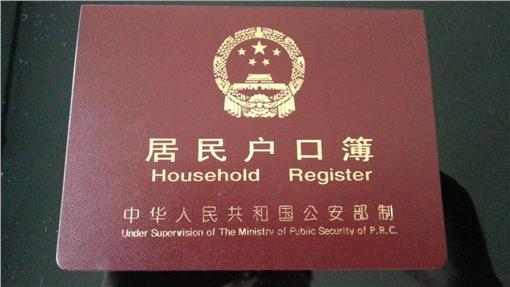 居民户口簿
Household Register
中华人民共和国公安部制
Under Supervision of The Ministry of Public Security of P.R.C.